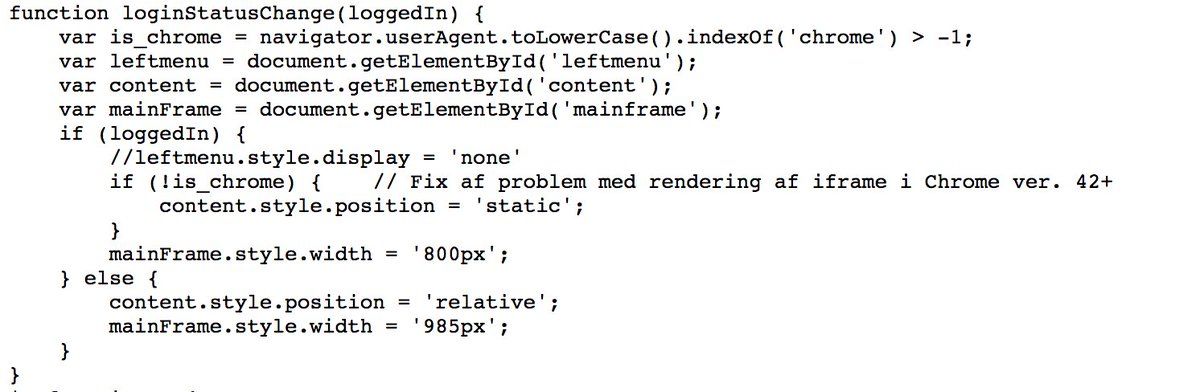 function loginStatusChange(loggedIn) {
    var is_chrome = navigator.userAgent.toLowerCase().indexOf('chrome') > -1;
    var leftmenu = document.getElementById('leftmenu');
    var content = document.getElementById('content');
    var mainFrame = document.getElementById('mainframe');
    if (loggedIn) {
        //leftmenu.style.display = 'none'
        if (!is_chrome) {    // Fix af problem med rendering af iframe i Chrome ver. 42+
            content.style.position = 'static';
        }
        mainFrame.style.width = '800px';
    } else {
        content.style.position = 'relative';
        mainFrame.style.width = '985px';
    }
}